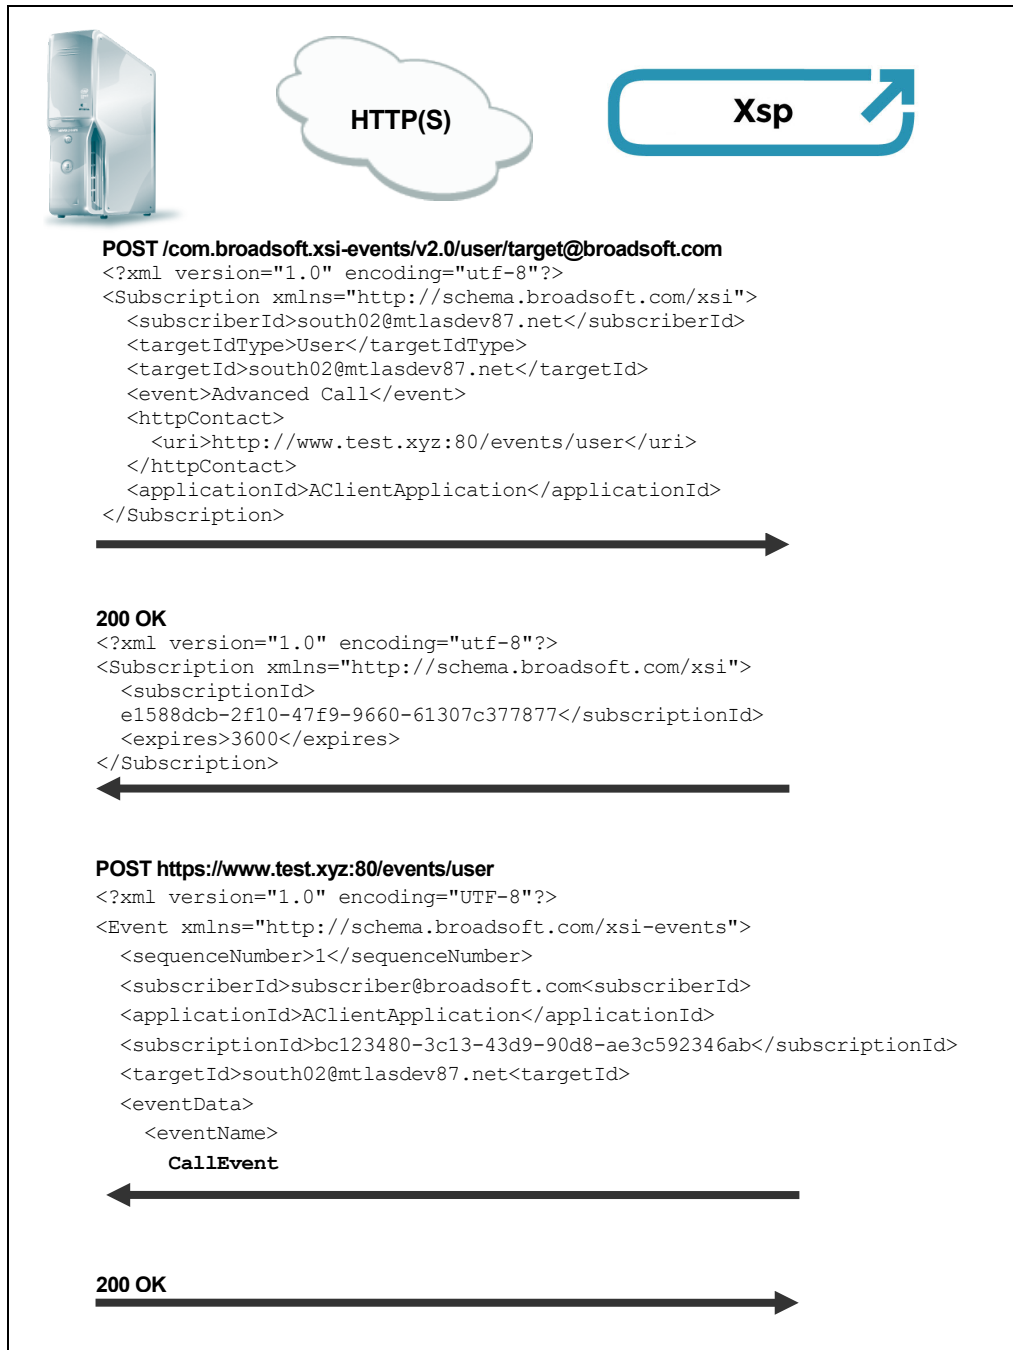 HTTP(S)
Xsp
POST /com.broadsoft.xsi-events/v2.0/user/target@broadsoft.com
<?xml version="1.0" encoding="utf-8"?>
<Subscription xmlns="http://schema.broadsoft.com/xsi">
  <subscriberId>south02@mtlasdev87.net</subscriberId>
  <targetIdType>User</targetIdType>
  <targetId>south02@mtlasdev87.net</targetId>
  <event>Advanced Call</event>
  <httpContact>
    <uri>http://www.test.xyz:80/events/user</uri>
  </httpContact>
  <applicationId>AClientApplication</applicationId>
</Subscription>
200 OK
<?xml version="1.0" encoding="utf-8"?>
<Subscription xmlns="http://schema.broadsoft.com/xsi">
  <subscriptionId>
  e1588dcb-2f10-47f9-9660-61307c377877</subscriptionId>
  <expires>3600</expires>
</Subscription>
POST https://www.test.xyz:80/events/user
<?xml version="1.0" encoding="UTF-8"?>
<Event xmlns="http://schema.broadsoft.com/xsi-events">
  <sequenceNumber>1</sequenceNumber>
  <subscriberId>subscriber@broadsoft.com<subscriberId>
  <applicationId>AClientApplication</applicationId>
  <subscriptionId>bc123480-3c13-43d9-90d8-ae3c592346ab</subscriptionId>
  <targetId>south02@mtlasdev87.net<targetId>
  <eventData>
    <eventName>
      CallEvent
200 OK